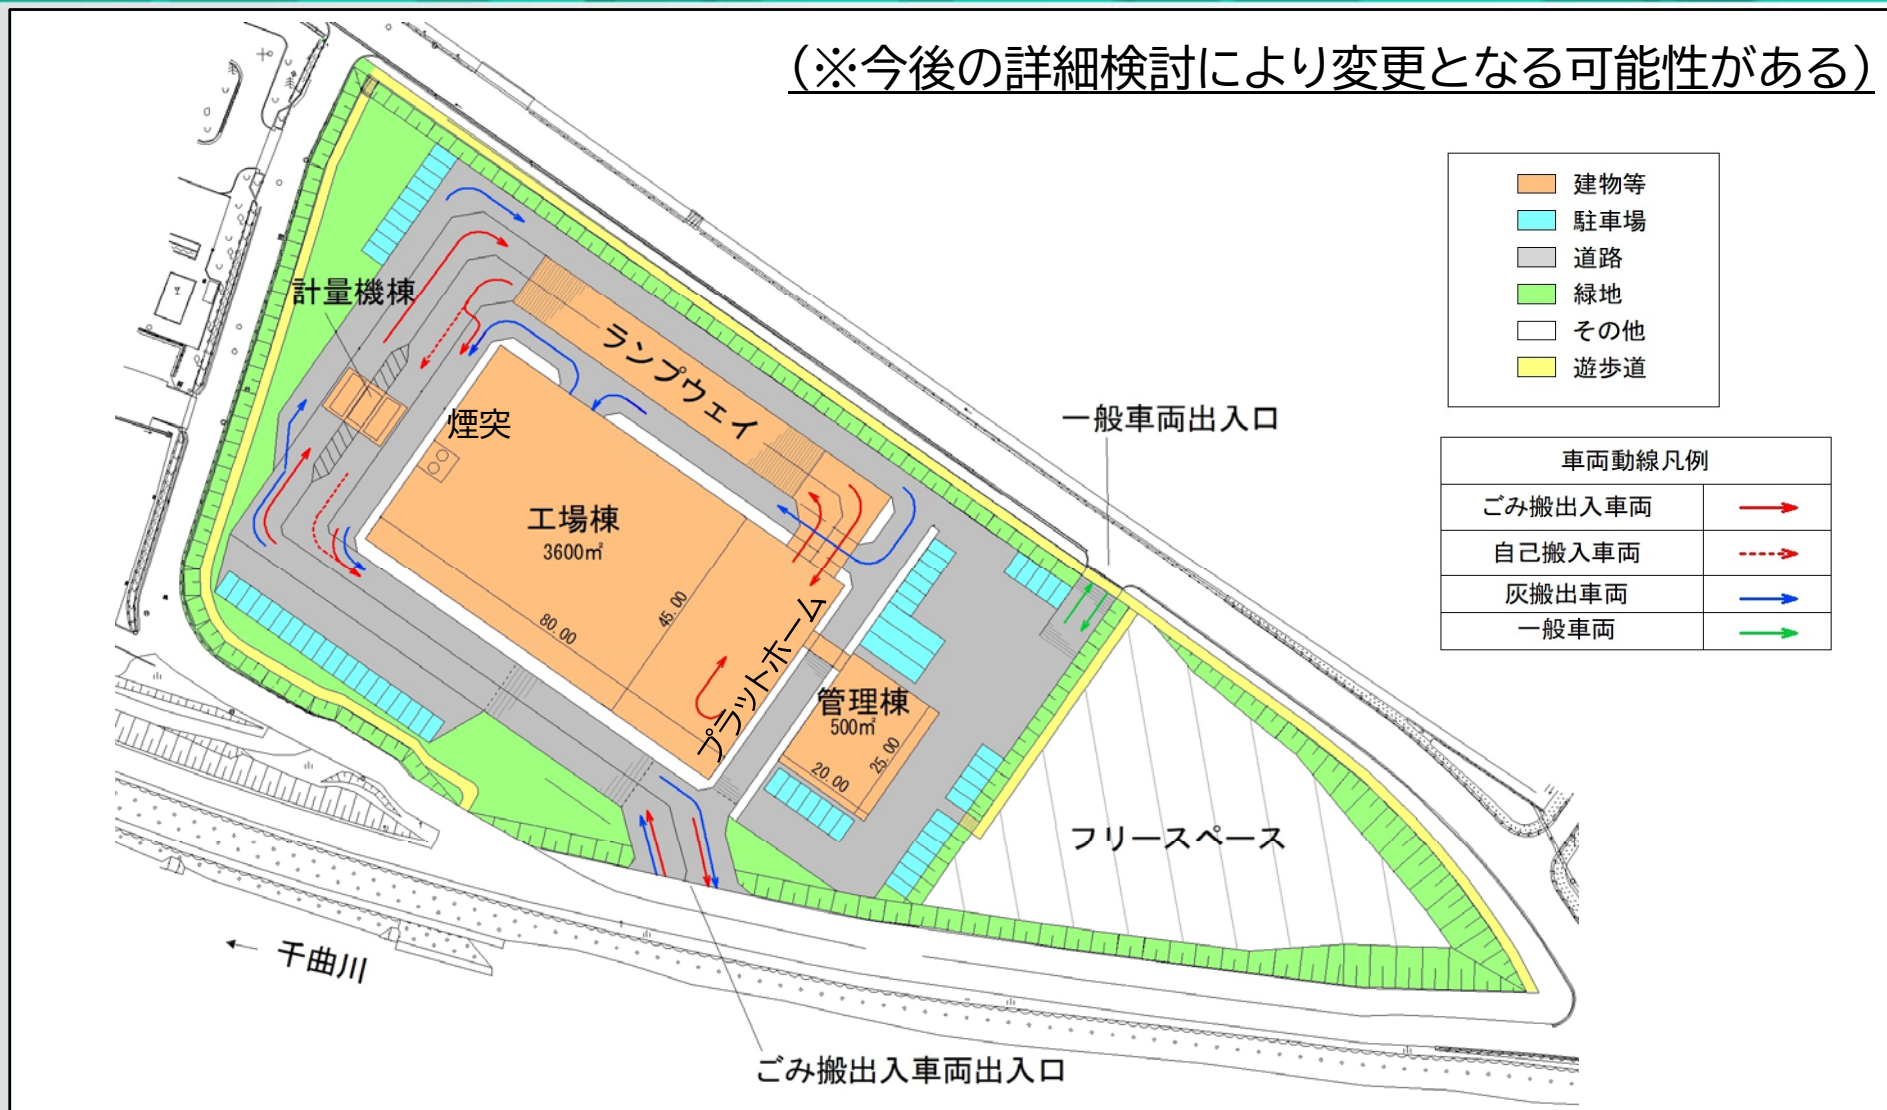 （※今後の詳細検討により変更となる可能性がある）
建物等
駐車場
道路
緑地
その他
遊歩道
計量機棟
ランプウェイ
煙突
一般車両出入口
車両動線凡例
ごみ搬出入車両
自己搬入車両
灰搬出車両
一般車両
工場棟
3600㎡
80.00
45.00
プラットホーム
管理棟
500㎡
20.00
25.00
フリースペース
千曲川
ごみ搬出入車両出入口